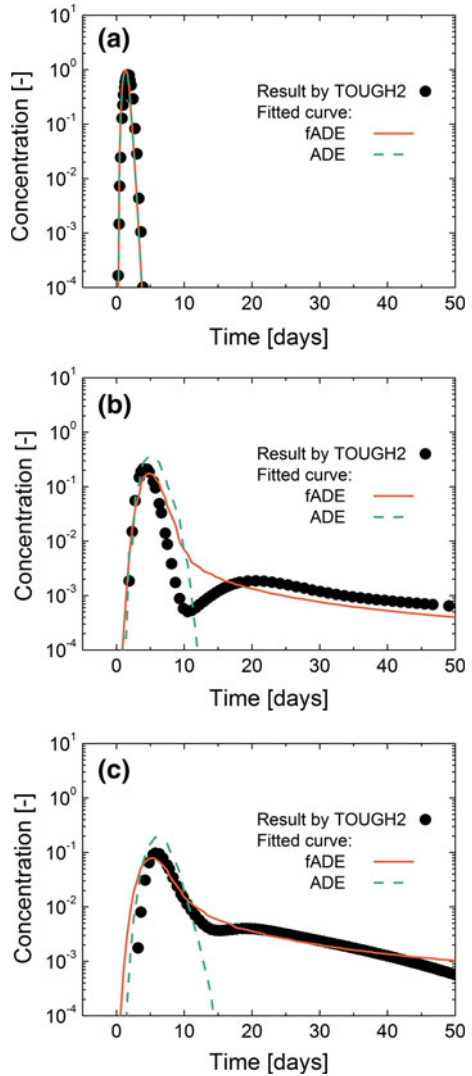 (a)
10¹
10⁰
10⁻¹
10⁻²
10⁻³
10⁻⁴
Concentration [-]
Result by TOUGH2
Fitted curve:
fADE
ADE
0 10 20 30 40 50
Time [days]
(b)
10¹
10⁰
10⁻¹
10⁻²
10⁻³
10⁻⁴
Concentration [-]
Result by TOUGH2
Fitted curve:
fADE
ADE
0 10 20 30 40 50
Time [days]
(c)
10¹
10⁰
10⁻¹
10⁻²
10⁻³
10⁻⁴
Concentration [-]
Result by TOUGH2
Fitted curve:
fADE
ADE
0 10 20 30 40 50
Time [days]